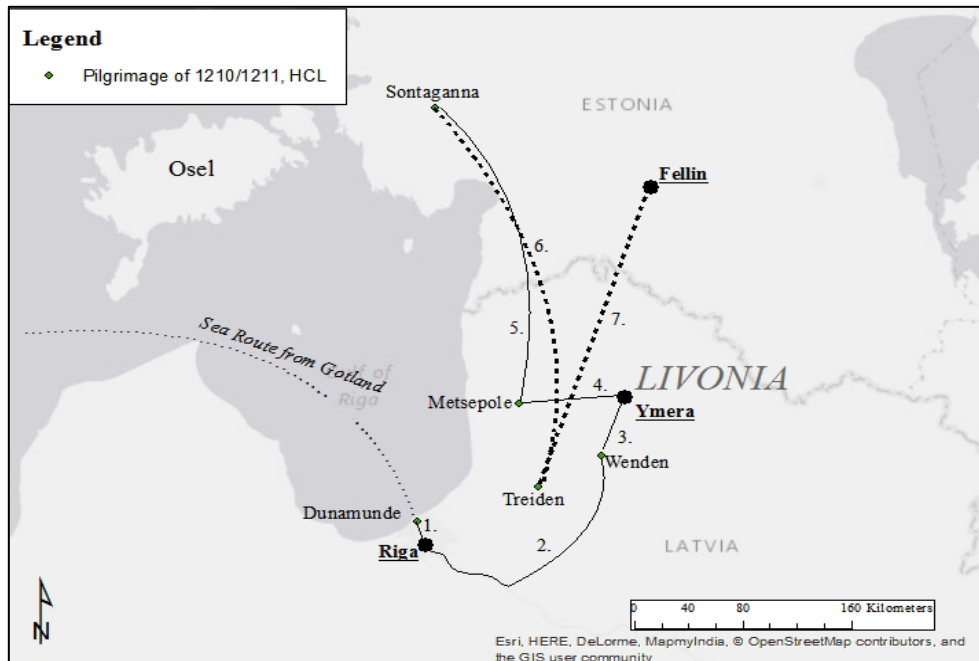 Legend
Pilgrimage of 1210/1211, HCL
Sontaganna
ESTONIA
Osel
Fellin
6.
7.
Sea Route from Gotland
5.
Gulf of
Riga
LIVONIA
4.
Metsepole
Ymera
3.
Wenden
Treiden
Dunamunde
1.
2.
Riga
LATVIA
0 40 80 160 Kilometers
N
Esri, HERE, DeLorme, MapmyIndia, © OpenStreetMap contributors, and
the GIS user community